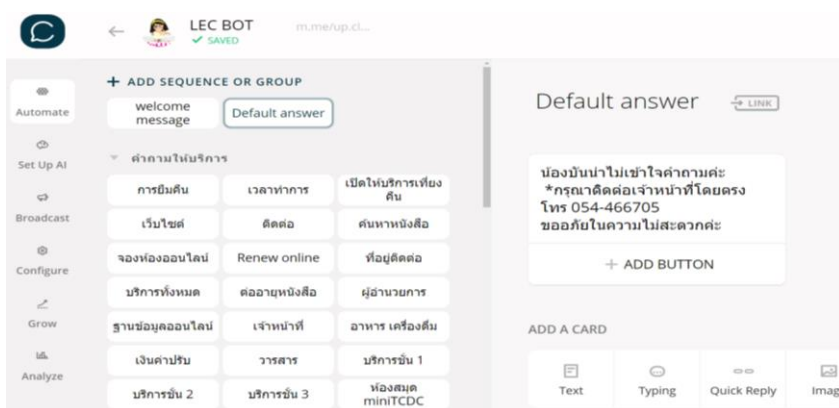 LEC BOT
m.me/up.cl...
SAVED
Automate
Set Up AI
Broadcast
Configure
Grow
Analyze
+ ADD SEQUENCE OR GROUP
welcome
message
Default answer
คำถามให้บริการ
การยืมคืน
เวลาทำการ
เปิดให้บริการเที่ยง
คืน
เว็บไซต์
ติดต่อ
ค้นหาหนังสือ
จองห้องออนไลน์
Renew online
ที่อยู่ติดต่อ
บริการทั้งหมด
ต่ออายุหนังสือ
ผู้อำนวยการ
ฐานข้อมูลออนไลน์
เจ้าหน้าที่
อาหาร เครื่องดื่ม
เงินค่าปรับ
วารสาร
บริการชั้น 1
บริการชั้น 2
บริการชั้น 3
ห้องสมุด
miniTCDC
Default answer
LINK
น้องบันน่าไม่เข้าใจคำถามค่ะ
*กรุณาติดต่อเจ้าหน้าที่โดยตรง
โทร 054-466705
ขออภัยในความไม่สะดวกค่ะ
+ ADD BUTTON
ADD A CARD
Text
Typing
Quick Reply
Imag